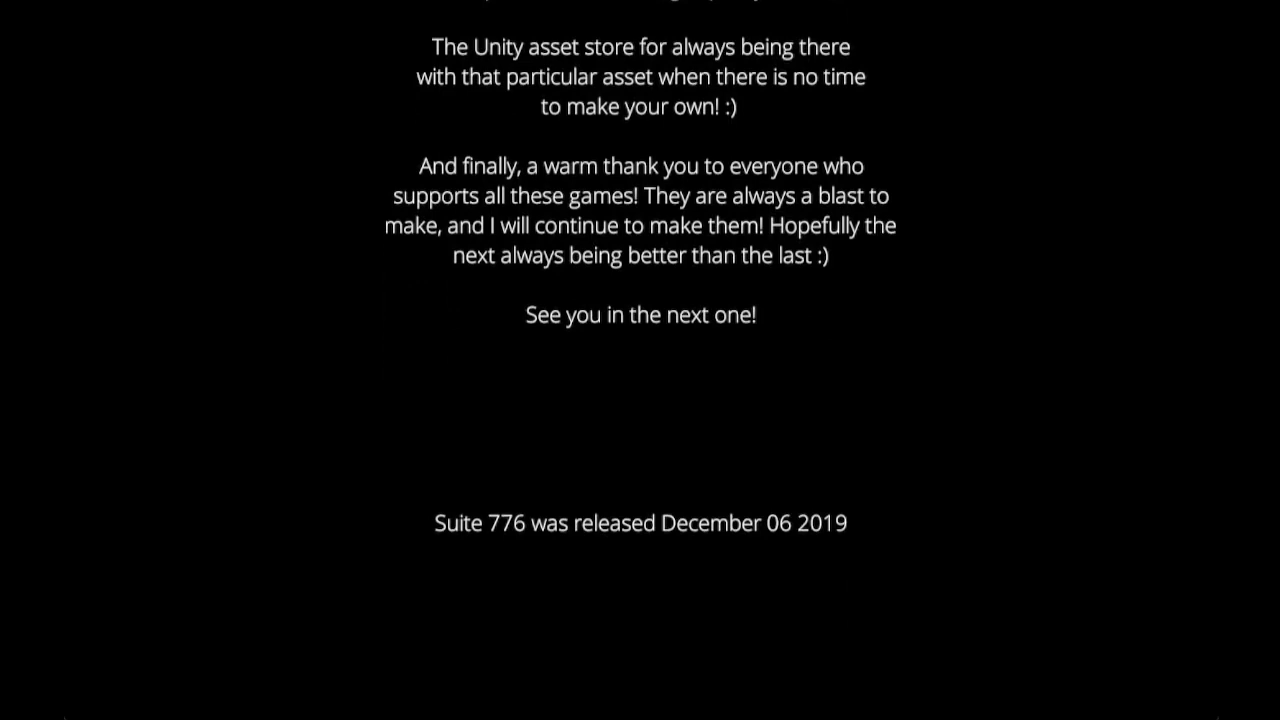 The Unity asset store for always being there
with that particular asset when there is no time
to make your own! :)
And finally, a warm thank you to everyone who
supports all these games! They are always a blast to
make, and I will continue to make them! Hopefully the
next always being better than the last :)
See you in the next one!
Suite 776 was released December 06 2019